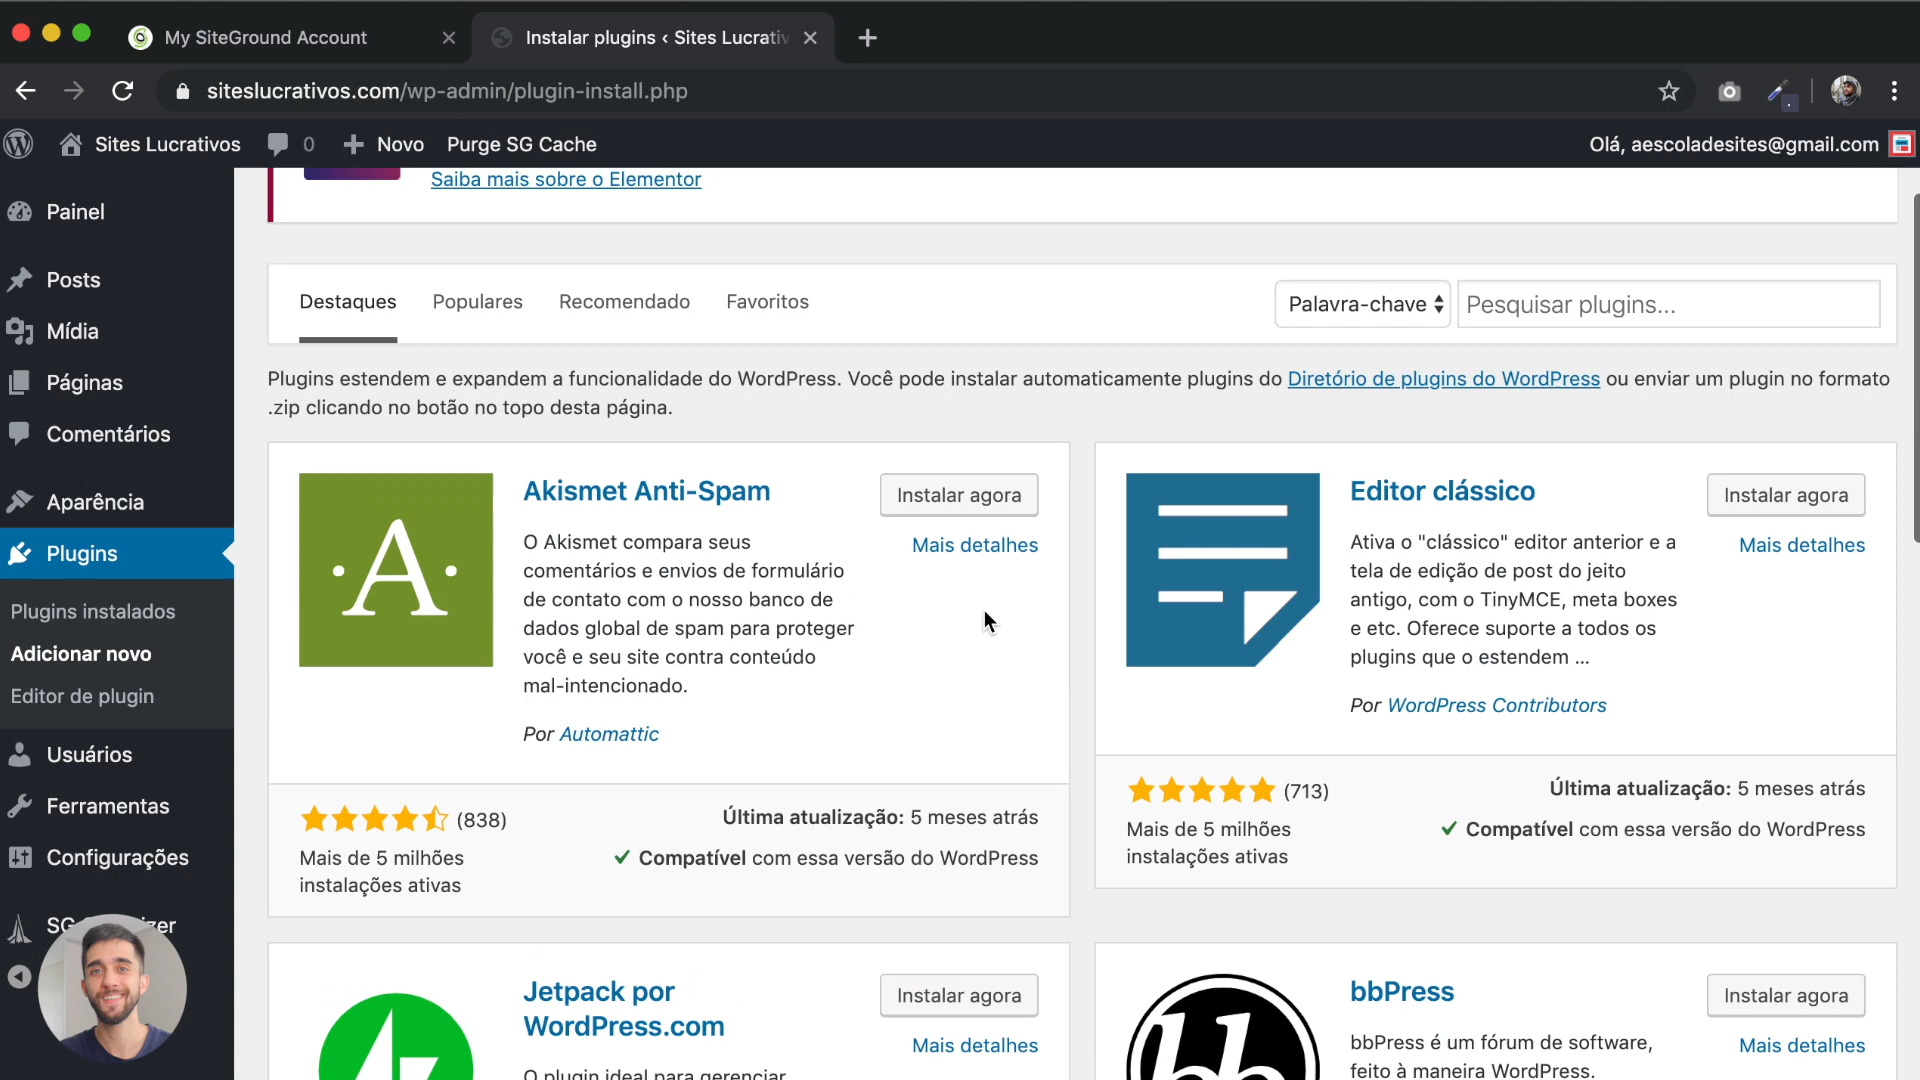 My SiteGround Account
Instalar plugins ‹ Sites Lucrativ
siteslucrativos.com/wp-admin/plugin-install.php
Sites Lucrativos
0
Novo
Purge SG Cache
Olá, aescoladesites@gmail.com
Painel
Posts
Mídia
Páginas
Comentários
Aparência
Plugins
Plugins instalados
Adicionar novo
Editor de plugin
Usuários
Ferramentas
Configurações
Saiba mais sobre o Elementor
Destaques
Populares
Recomendado
Favoritos
Palavra-chave
Pesquisar plugins...
Plugins estendem e expandem a funcionalidade do WordPress. Você pode instalar automaticamente plugins do Diretório de plugins do WordPress ou enviar um plugin no formato
.zip clicando no botão no topo desta página.
Akismet Anti-Spam
Instalar agora
Mais detalhes
O Akismet compara seus
comentários e envios de formulário
de contato com o nosso banco de
dados global de spam para proteger
você e seu site contra conteúdo
mal-intencionado.
Por Automattic
(838)
Mais de 5 milhões
instalações ativas
Última atualização: 5 meses atrás
Compatível com essa versão do WordPress
Editor clássico
Instalar agora
Mais detalhes
Ativa o "clássico" editor anterior e a
tela de edição de post do jeito
antigo, com o TinyMCE, meta boxes
e etc. Oferece suporte a todos os
plugins que o estendem ...
Por WordPress Contributors
(713)
Mais de 5 milhões
instalações ativas
Última atualização: 5 meses atrás
Compatível com essa versão do WordPress
Jetpack por
WordPress.com
Instalar agora
Mais detalhes
O plugin ideal para gerenciar
bbPress
Instalar agora
Mais detalhes
bbPress é um fórum de software,
feito à maneira WordPress.